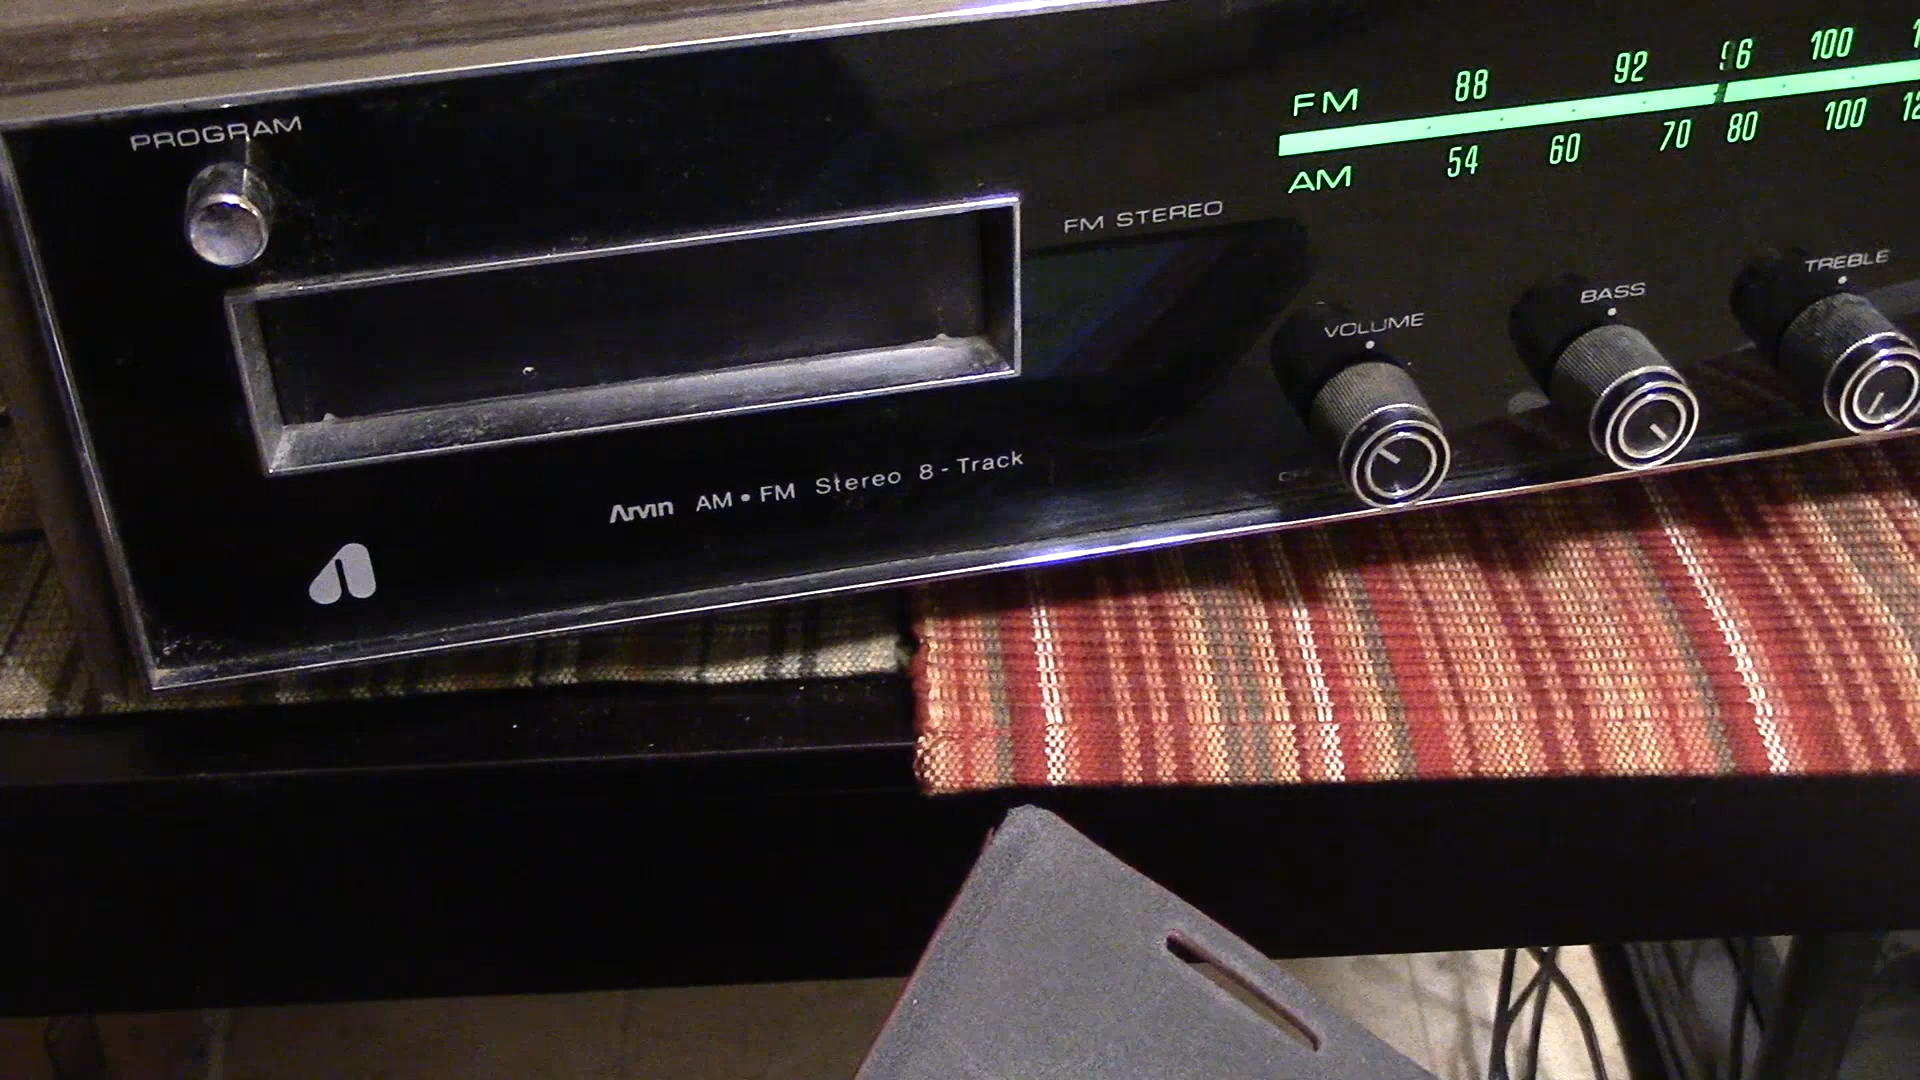 PROGRAM
FM 88 92 96 100
AM 54 60 70 80 100
FM STEREO
VOLUME BASS TREBLE
Arvin AM • FM Stereo 8-Track